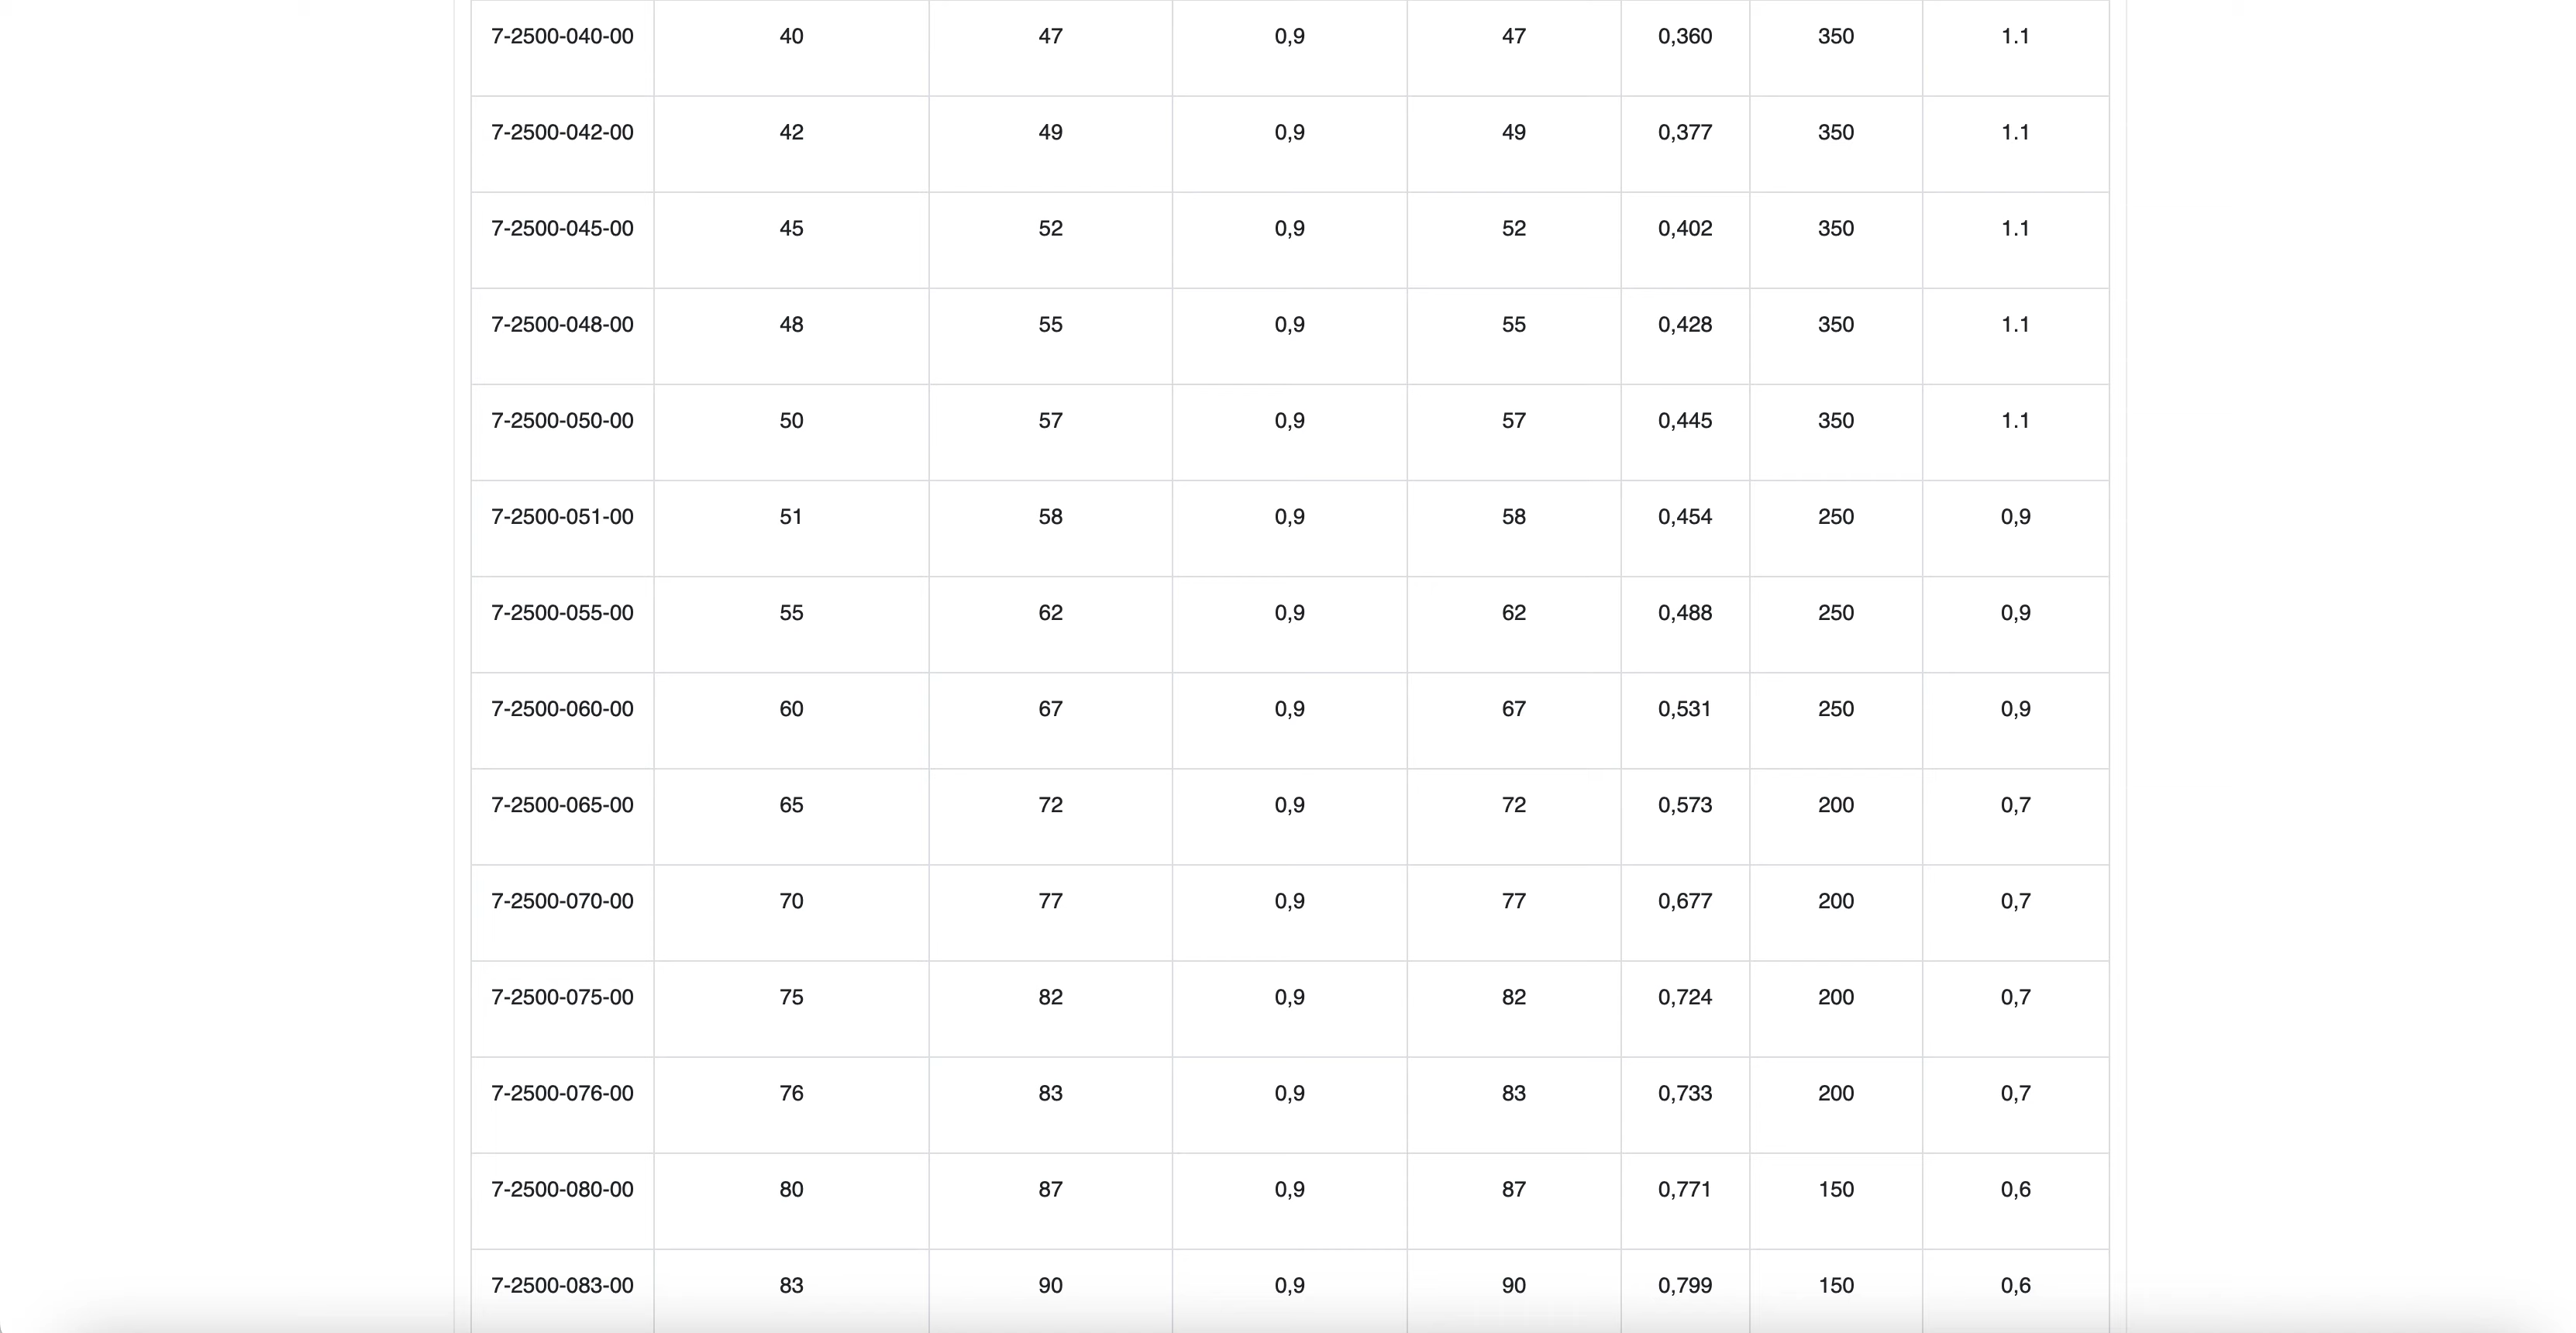 7-2500-040-00 40 47 0,9 47 0,360 350 1.1
7-2500-042-00 42 49 0,9 49 0,377 350 1.1
7-2500-045-00 45 52 0,9 52 0,402 350 1.1
7-2500-048-00 48 55 0,9 55 0,428 350 1.1
7-2500-050-00 50 57 0,9 57 0,445 350 1.1
7-2500-051-00 51 58 0,9 58 0,454 250 0,9
7-2500-055-00 55 62 0,9 62 0,488 250 0,9
7-2500-060-00 60 67 0,9 67 0,531 250 0,9
7-2500-065-00 65 72 0,9 72 0,573 200 0,7
7-2500-070-00 70 77 0,9 77 0,677 200 0,7
7-2500-075-00 75 82 0,9 82 0,724 200 0,7
7-2500-076-00 76 83 0,9 83 0,733 200 0,7
7-2500-080-00 80 87 0,9 87 0,771 150 0,6
7-2500-083-00 83 90 0,9 90 0,799 150 0,6